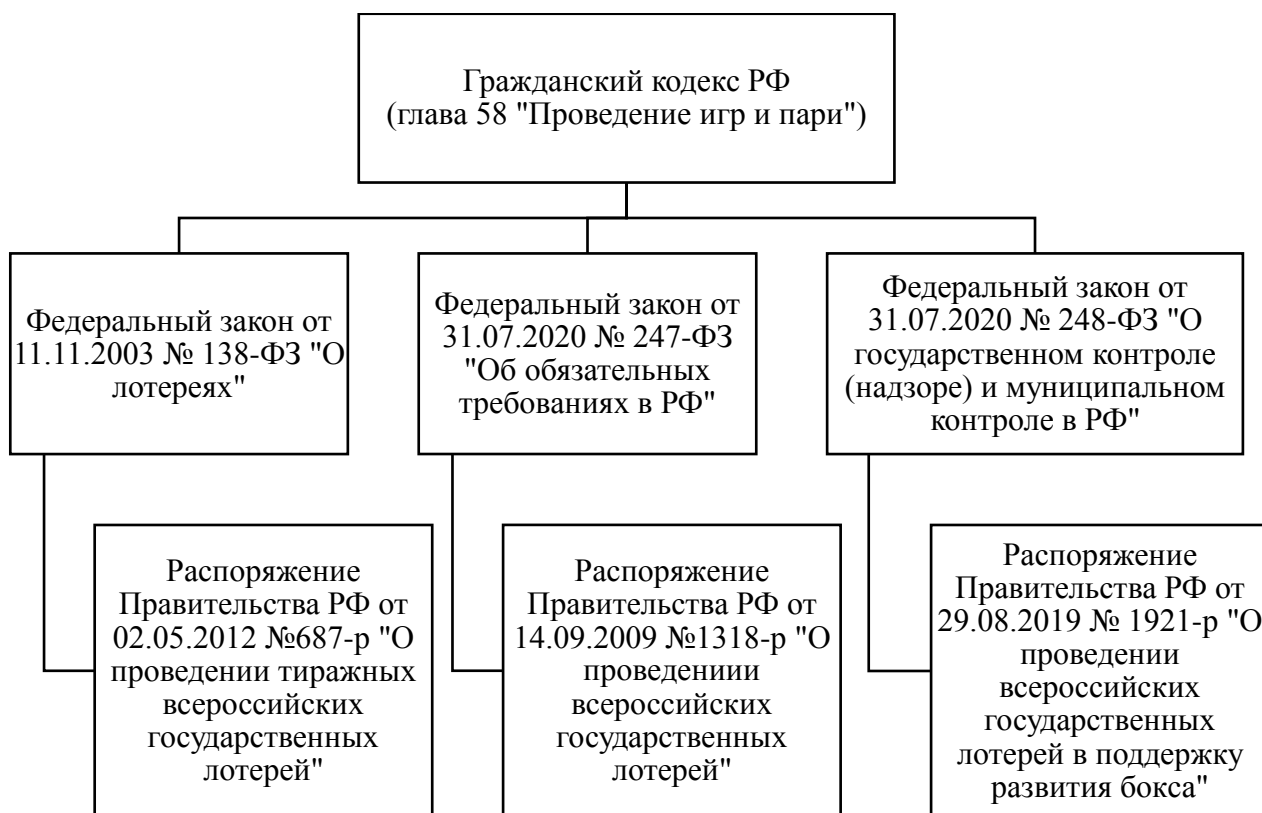 Гражданский кодекс РФ
(глава 58 "Проведение игр и пари")
Федеральный закон от
11.11.2003 № 138-ФЗ "О
лотереях"
Федеральный закон от
31.07.2020 № 247-ФЗ
"Об обязательных
требованиях в РФ"
Федеральный закон от
31.07.2020 № 248-ФЗ "О
государственном контроле
(надзоре) и муниципальном
контроле в РФ"
Распоряжение
Правительства РФ от
02.05.2012 №687-р "О
проведении тиражных
всероссийских
государственных
лотерей"
Распоряжение
Правительства РФ от
14.09.2009 №1318-р "О
проведениии
всероссийских
государственных
лотерей"
Распоряжение
Правительства РФ от
29.08.2019 № 1921-р "О
проведении
всероссийских
государственных
лотерей в поддержку
развития бокса"